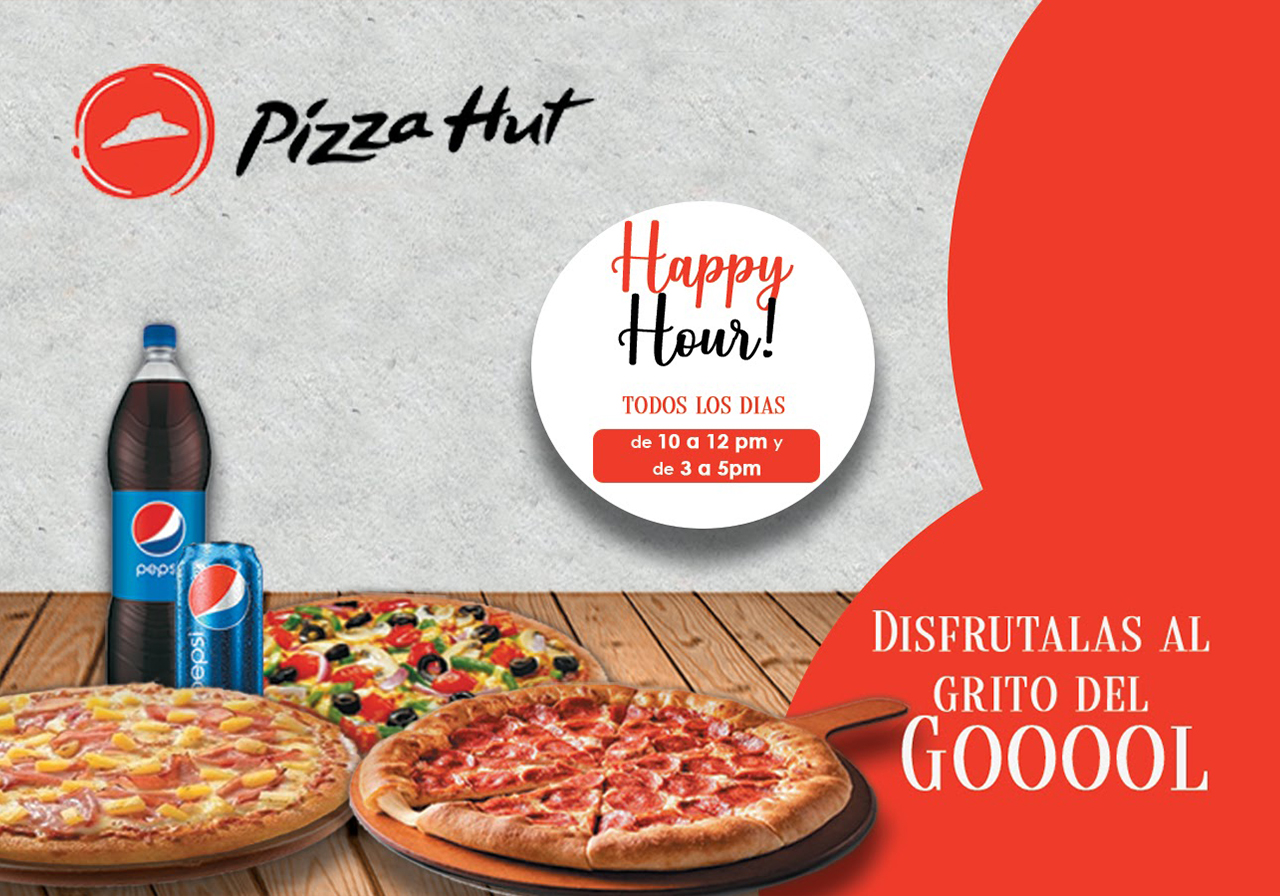 Pizza Hut
Happy
Hour!
TODOS LOS DIAS
de 10 a 12 pm y
de 3 a 5pm
pepsi
pepsi
DISFRUTALAS AL
GRITO DEL
GOOOOL